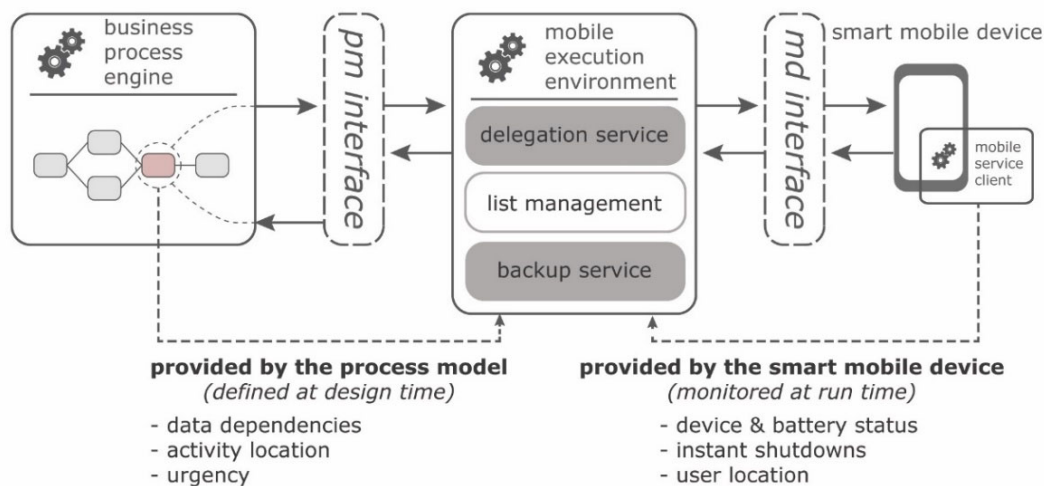 business
process
engine
pm interface
mobile
execution
environment
delegation service
list management
backup service
md interface
smart mobile device
mobile
service
client
provided by the process model
(defined at design time)
- data dependencies
- activity location
- urgency
provided by the smart mobile device
(monitored at run time)
- device & battery status
- instant shutdowns
- user location